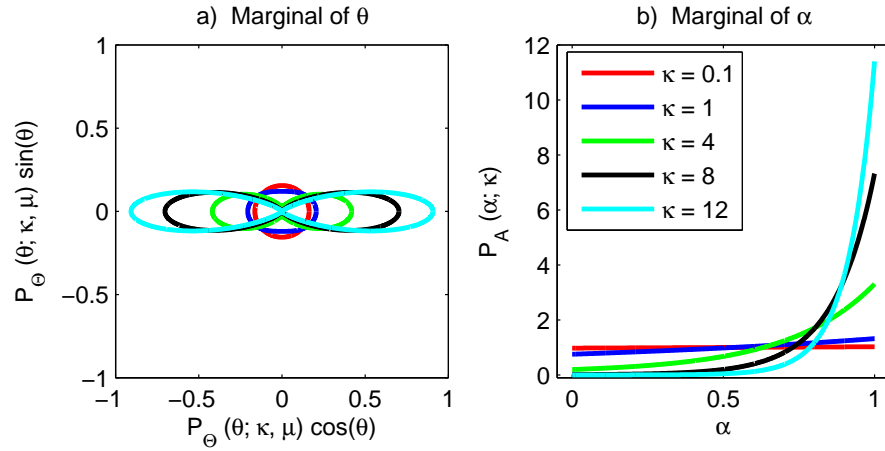 a) Marginal of θ
1
0.5
0
−0.5
−1
−1
−0.5
0
0.5
1
P_Θ (θ; κ, μ) sin(θ)
P_Θ (θ; κ, μ) cos(θ)
b) Marginal of α
12
10
8
6
4
2
0
0
0.5
1
P_A (α; κ)
α
κ = 0.1
κ = 1
κ = 4
κ = 8
κ = 12